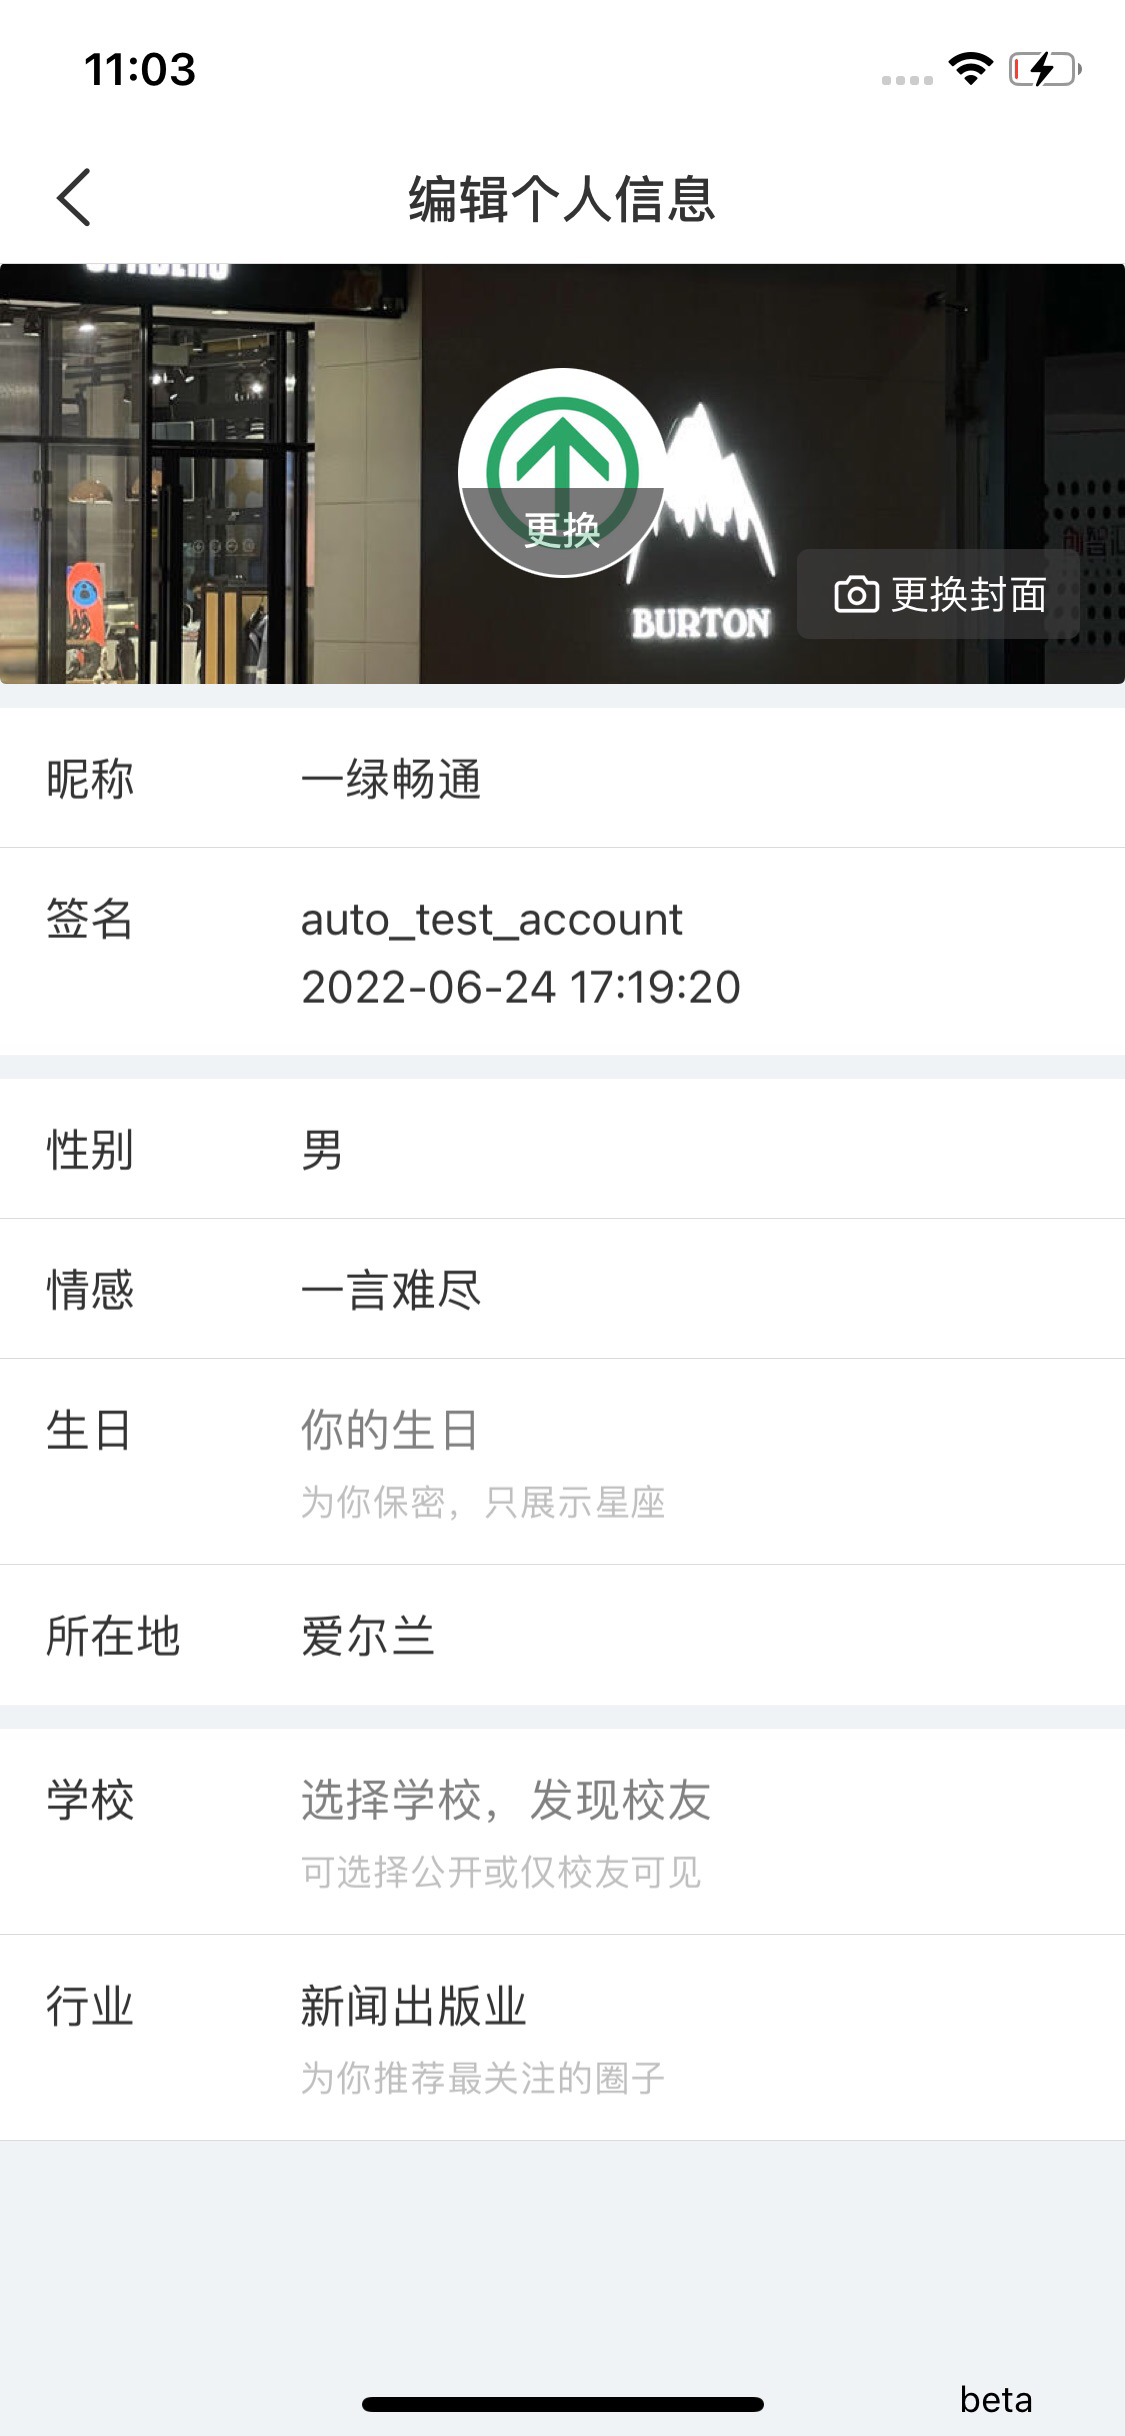 11:03
编辑个人信息
更换
BURTON
更换封面
昵称 一绿畅通
签名 auto_test_account
2022-06-24 17:19:20
性别 男
情感 一言难尽
生日 你的生日
为你保密，只展示星座
所在地 爱尔兰
学校 选择学校，发现校友
可选择公开或仅校友可见
行业 新闻出版业
为你推荐最关注的圈子
beta